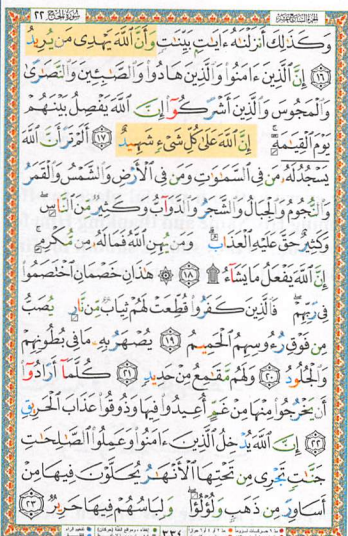 سُورَةُ الحَجِّ ٢٢
وَكَذَٰلِكَ أَنزَلْنَٰهُ ءَايَٰتٍۭ بَيِّنَٰتٍ وَأَنَّ ٱللَّهَ يَهْدِى مَن يُرِيدُ
﴿١٦﴾ إِنَّ ٱلَّذِينَ ءَامَنُوا۟ وَٱلَّذِينَ هَادُوا۟ وَٱلصَّٰبِـِٔينَ وَٱلنَّصَٰرَىٰ
وَٱلْمَجُوسَ وَٱلَّذِينَ أَشْرَكُوٓا۟ إِنَّ ٱللَّهَ يَفْصِلُ بَيْنَهُمْ
يَوْمَ ٱلْقِيَٰمَةِ ۚ إِنَّ ٱللَّهَ عَلَىٰ كُلِّ شَىْءٍ شَهِيدٌ ﴿١٧﴾ أَلَمْ تَرَ أَنَّ ٱللَّهَ
يَسْجُدُ لَهُۥ مَن فِى ٱلسَّمَٰوَٰتِ وَمَن فِى ٱلْأَرْضِ وَٱلشَّمْسُ وَٱلْقَمَرُ
وَٱلنُّجُومُ وَٱلْجِبَالُ وَٱلشَّجَرُ وَٱلدَّوَآبُّ وَكَثِيرٌ مِّنَ ٱلنَّاسِ ۖ
وَكَثِيرٌ حَقَّ عَلَيْهِ ٱلْعَذَابُ ۗ وَمَن يُهِنِ ٱللَّهُ فَمَا لَهُۥ مِن مُّكْرِمٍ ۚ
إِنَّ ٱللَّهَ يَفْعَلُ مَا يَشَآءُ ۩ ﴿١٨﴾ ۞ هَٰذَانِ خَصْمَانِ ٱخْتَصَمُوا۟
فِى رَبِّهِمْ ۖ فَٱلَّذِينَ كَفَرُوا۟ قُطِّعَتْ لَهُمْ ثِيَابٌ مِّن نَّارٍ يُصَبُّ
مِن فَوْقِ رُءُوسِهِمُ ٱلْحَمِيمُ ﴿١٩﴾ يُصْهَرُ بِهِۦ مَا فِى بُطُونِهِمْ
وَٱلْجُلُودُ ﴿٢٠﴾ وَلَهُم مَّقَٰمِعُ مِنْ حَدِيدٍ ﴿٢١﴾ كُلَّمَآ أَرَادُوٓا۟
أَن يَخْرُجُوا۟ مِنْهَا مِنْ غَمٍّ أُعِيدُوا۟ فِيهَا وَذُوقُوا۟ عَذَابَ ٱلْحَرِيقِ
﴿٢٢﴾ إِنَّ ٱللَّهَ يُدْخِلُ ٱلَّذِينَ ءَامَنُوا۟ وَعَمِلُوا۟ ٱلصَّٰلِحَٰتِ
جَنَّٰتٍ تَجْرِى مِن تَحْتِهَا ٱلْأَنْهَٰرُ يُحَلَّوْنَ فِيهَا مِنْ
أَسَاوِرَ مِن ذَهَبٍ وَلُؤْلُؤًا ۖ وَلِبَاسُهُمْ فِيهَا حَرِيرٌ ﴿٢٣﴾
٣٣٤